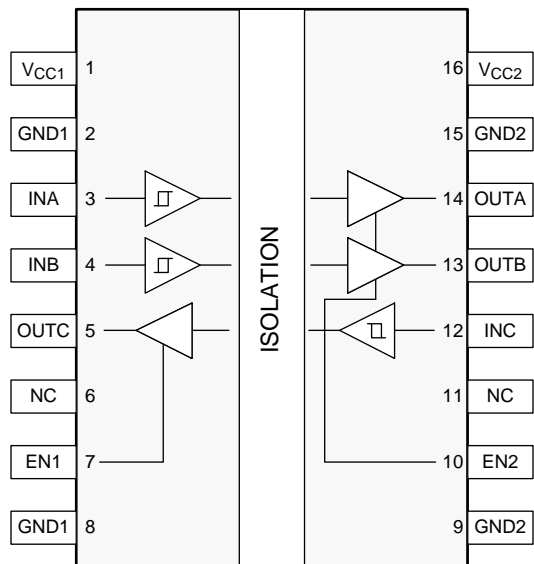 VCC1 1 16 VCC2
GND1 2 15 GND2
INA 3 14 OUTA
INB 4 13 OUTB
OUTC 5 12 INC
NC 6 11 NC
EN1 7 10 EN2
GND1 8 9 GND2
ISOLATION